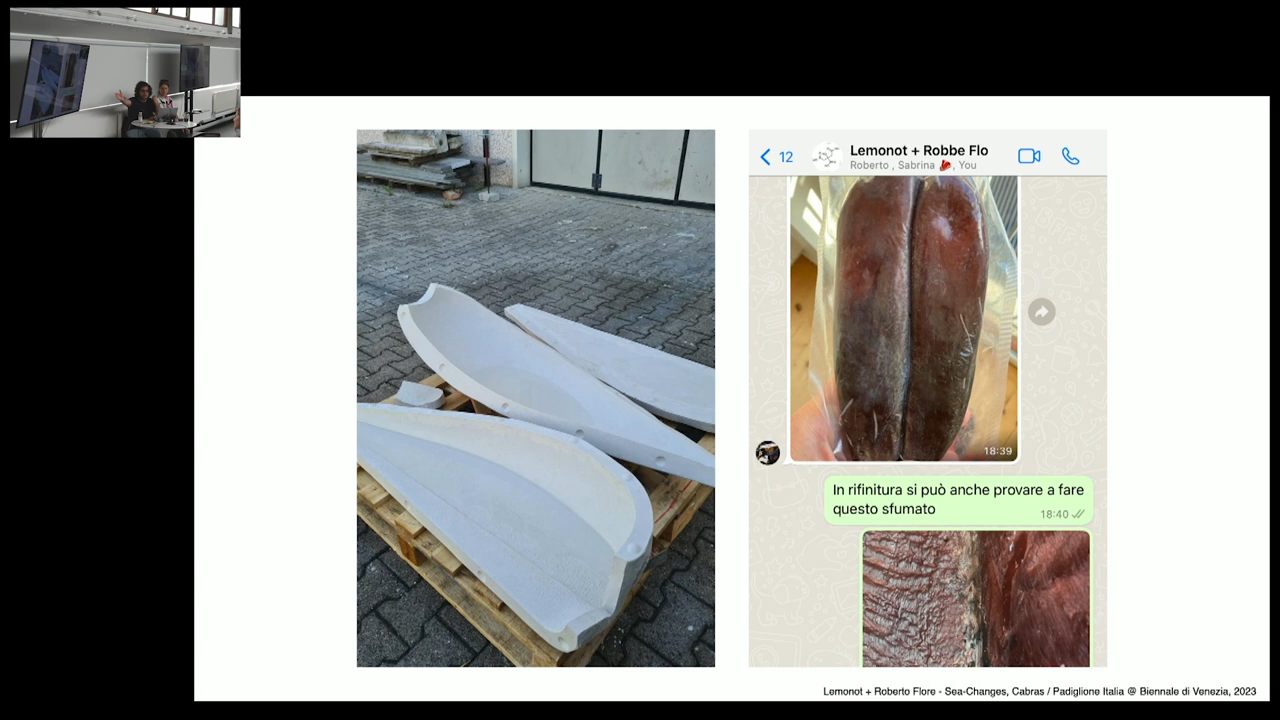 12
Lemonot + Robbe Flo
Roberto , Sabrina 🥩, You
18:39
In rifinitura si può anche provare a fare
questo sfumato
18:40
Lemonot + Roberto Flore - Sea-Changes, Cabras / Padiglione Italia @ Biennale di Venezia, 2023